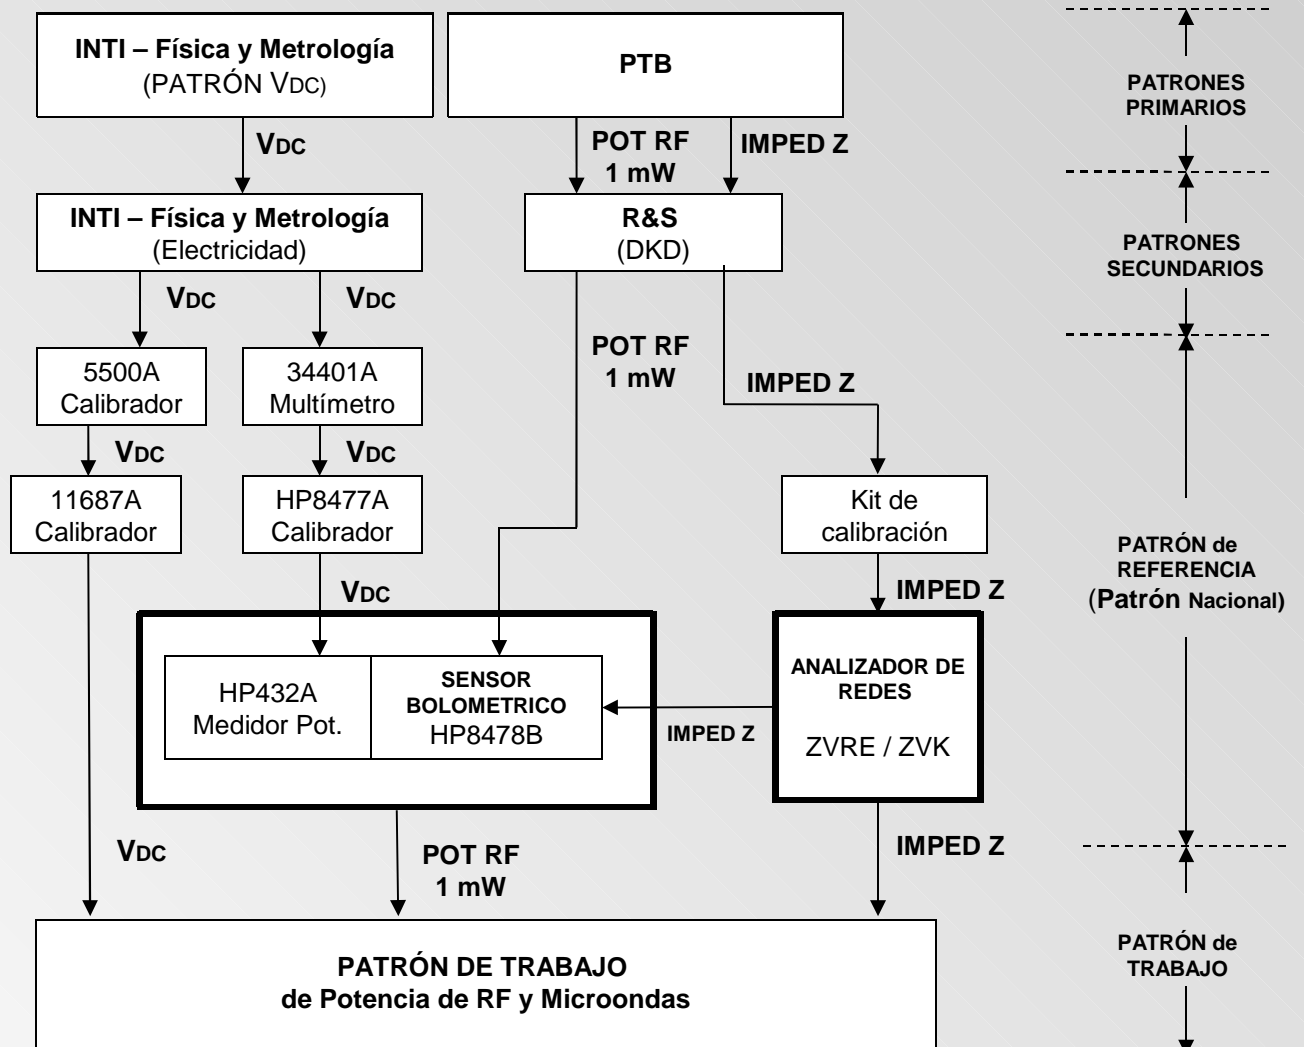 INTI – Física y Metrología
(PATRÓN VDC)
PTB
PATRONES
PRIMARIOS
VDC
POT RF
1 mW
IMPED Z
INTI – Física y Metrología
(Electricidad)
R&S
(DKD)
PATRONES
SECUNDARIOS
VDC
VDC
POT RF
1 mW
IMPED Z
5500A
Calibrador
34401A
Multímetro
VDC
VDC
11687A
Calibrador
HP8477A
Calibrador
Kit de
calibración
PATRÓN de
REFERENCIA
(Patrón Nacional)
VDC
IMPED Z
HP432A
Medidor Pot.
SENSOR
BOLOMETRICO
HP8478B
IMPED Z
ANALIZADOR DE
REDES
ZVRE / ZVK
VDC
POT RF
1 mW
IMPED Z
PATRÓN DE TRABAJO
de Potencia de RF y Microondas
PATRÓN de
TRABAJO